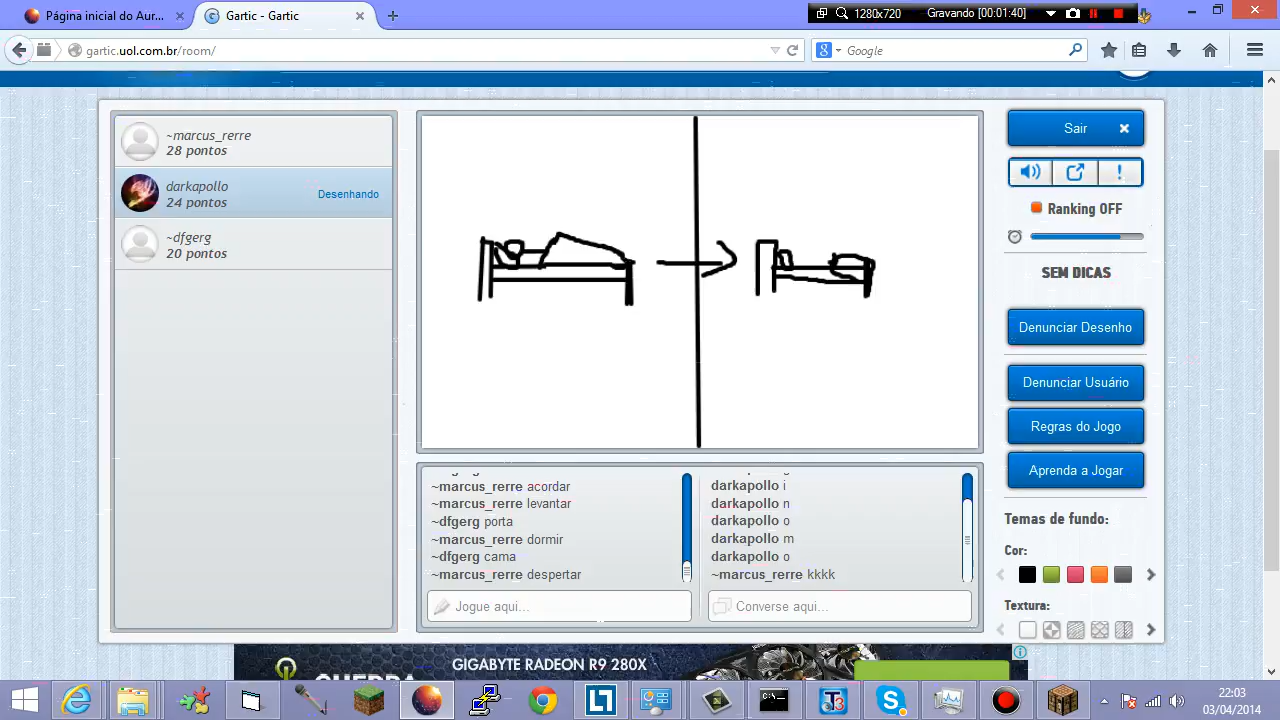 Página inicial do Aur...
Gartic - Gartic
1280x720
Gravando [00:01:40]
gartic.uol.com.br/room/
Google
~marcus_rerre
28 pontos
darkapollo
24 pontos
Desenhando
~dfgerg
20 pontos
Sair
!
Ranking OFF
SEM DICAS
Denunciar Desenho
Denunciar Usuário
Regras do Jogo
Aprenda a Jogar
Temas de fundo:
Cor:
Textura:
~marcus_rerre acordar
~marcus_rerre levantar
~dfgerg porta
~marcus_rerre dormir
~dfgerg cama
~marcus_rerre despertar
Jogue aqui...
darkapollo i
darkapollo n
darkapollo o
darkapollo m
darkapollo o
~marcus_rerre kkkk
Converse aqui...
GIGABYTE RADEON R9 280X
22:03
03/04/2014